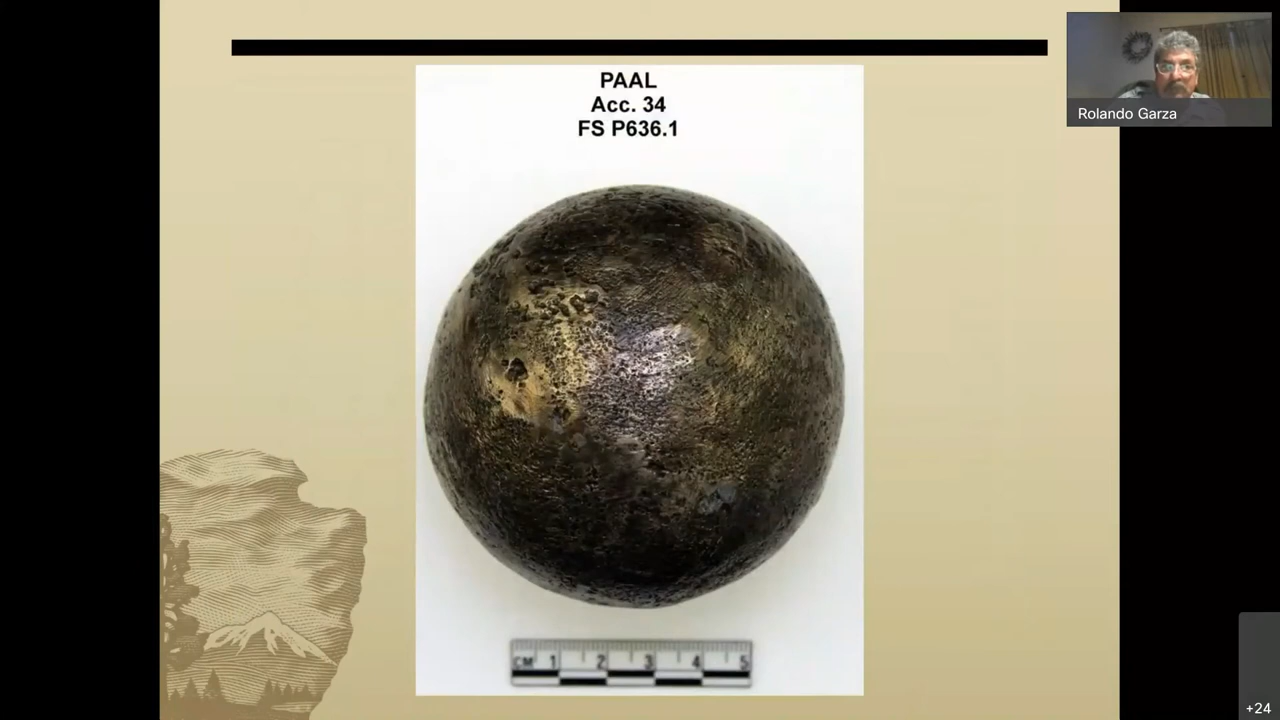 PAAL
Acc. 34
FS P636.1
Rolando Garza
CM 1 2 3 4 5
+24